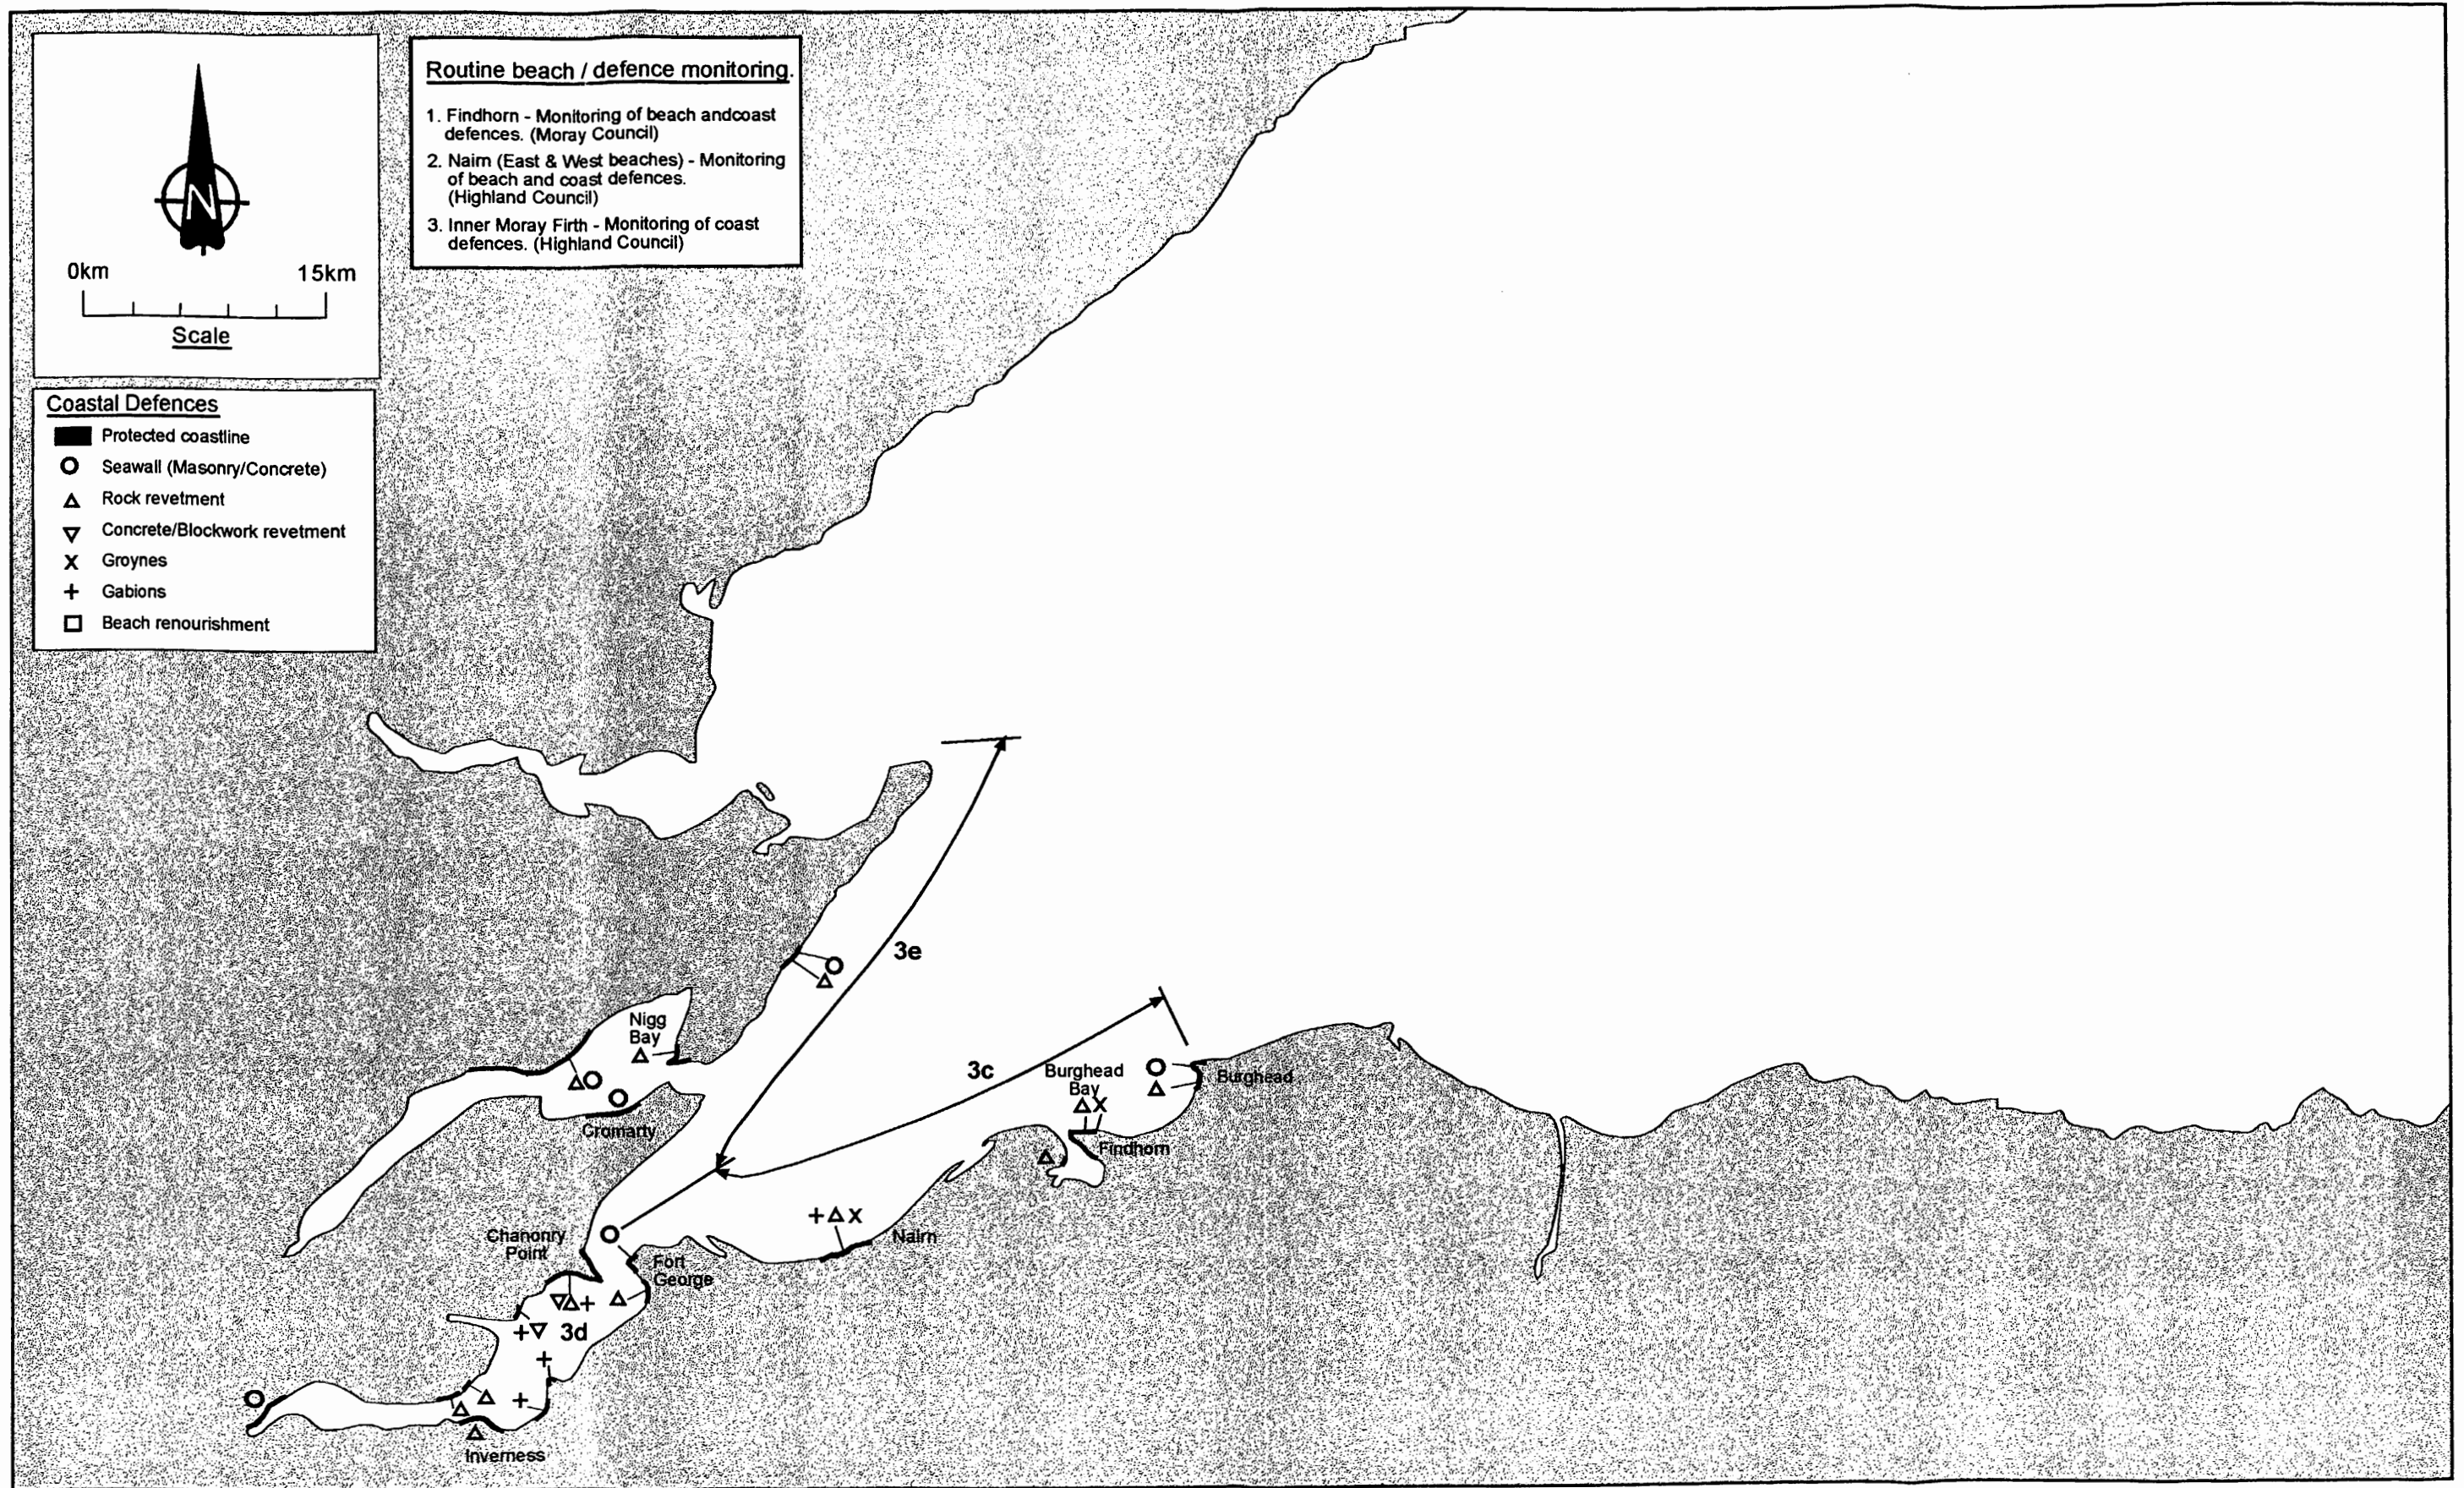 N
0km 15km
Scale
Routine beach / defence monitoring.
1. Findhorn - Monitoring of beach andcoast
defences. (Moray Council)
2. Nairn (East & West beaches) - Monitoring
of beach and coast defences.
(Highland Council)
3. Inner Moray Firth - Monitoring of coast
defences. (Highland Council)
Coastal Defences
Protected coastline
Seawall (Masonry/Concrete)
Rock revetment
Concrete/Blockwork revetment
X Groynes
+ Gabions
Beach renourishment
3e
Nigg
Bay
3c
Burghead
Bay
X
Burghead
Cromarty
Findhorn
+ X
Nairn
Chanonry
Point
Fort
George
+
+
3d
+
+
Inverness